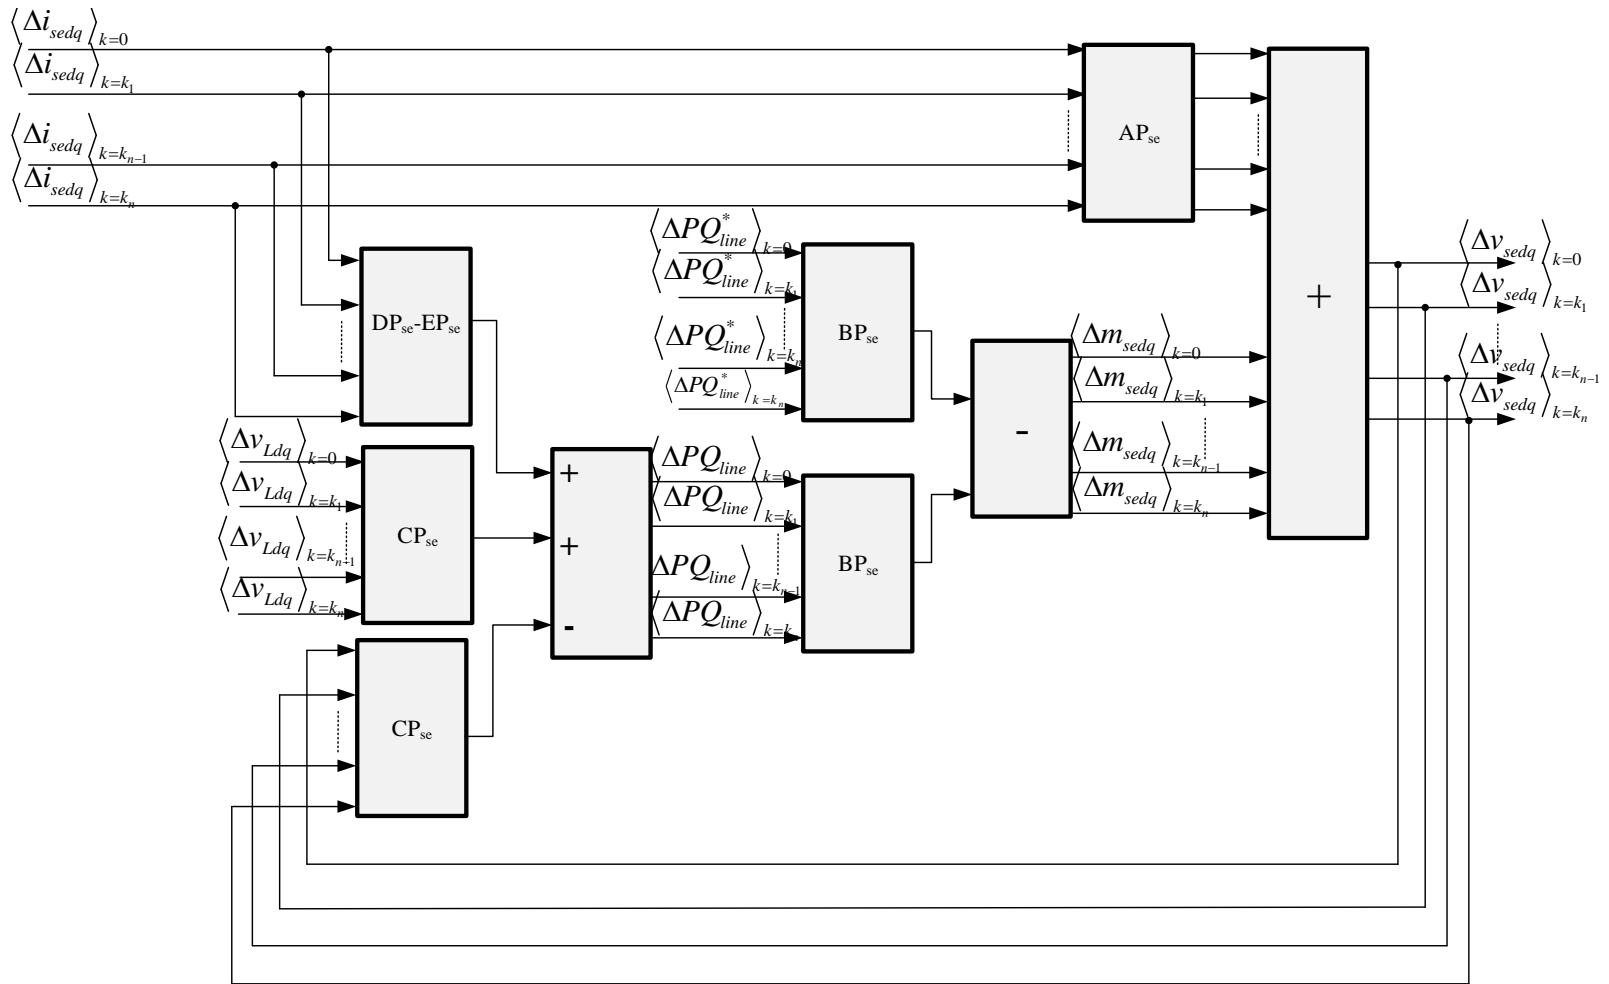 ⟨Δi_sedq⟩_k=0
⟨Δi_sedq⟩_k=k₁
⟨Δi_sedq⟩_k=kₙ₋₁
⟨Δi_sedq⟩_k=kₙ
AP_se
DP_se-EP_se
⟨ΔPQ*_line⟩_k=0
⟨ΔPQ*_line⟩_k=k₁
⟨ΔPQ*_line⟩_k=kₙ
⟨ΔPQ*_line⟩_k=kₙ
BP_se
+
⟨Δv_sedq⟩_k=0
⟨Δv_sedq⟩_k=k₁
⟨Δv_sedq⟩_k=kₙ₋₁
⟨Δv_sedq⟩_k=kₙ
-
⟨Δm_sedq⟩_k=0
⟨Δm_sedq⟩_k=k₁
⟨Δm_sedq⟩_k=kₙ₋₁
⟨Δm_sedq⟩_k=kₙ
⟨Δv_Ldq⟩_k=0
⟨Δv_Ldq⟩_k=k₁
⟨Δv_Ldq⟩_k=kₙ₋₁
⟨Δv_Ldq⟩_k=kₙ
CP_se
+
+
-
⟨ΔPQ_line⟩_k=0
⟨ΔPQ_line⟩_k=k₁
ΔPQ_line⟩_k=kₙ₋₁
⟨ΔPQ_line⟩_k=kₙ
BP_se
CP_se